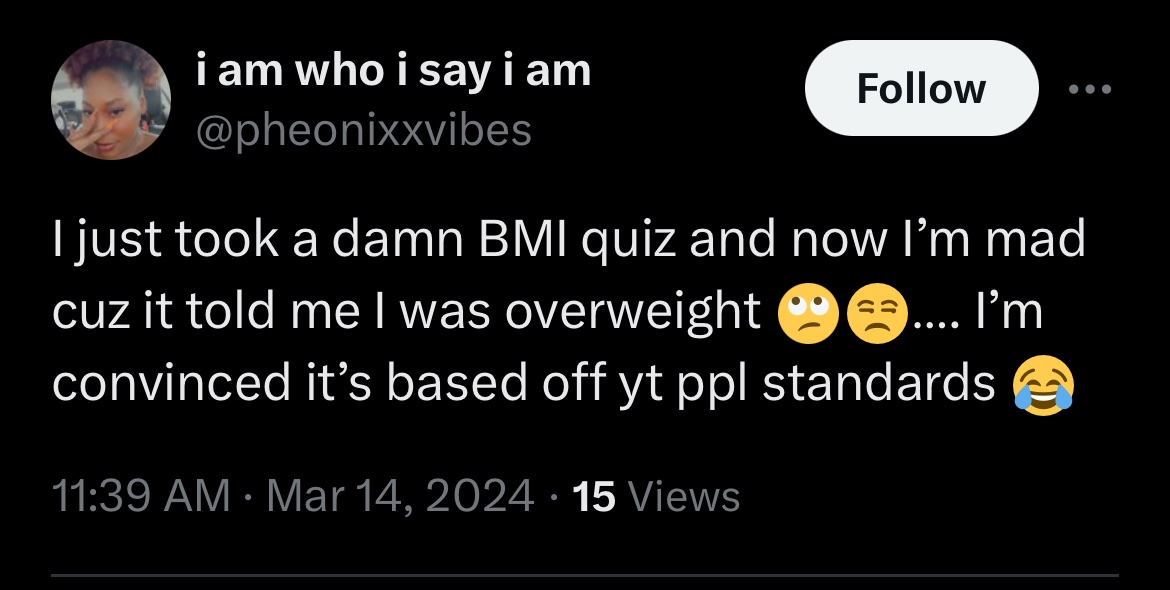 i am who i say i am
Follow
@pheonixxvibes
I just took a damn BMI quiz and now I’m mad
cuz it told me I was overweight 🙄😒.... I’m
convinced it’s based off yt ppl standards 😂
11:39 AM · Mar 14, 2024 · 15 Views